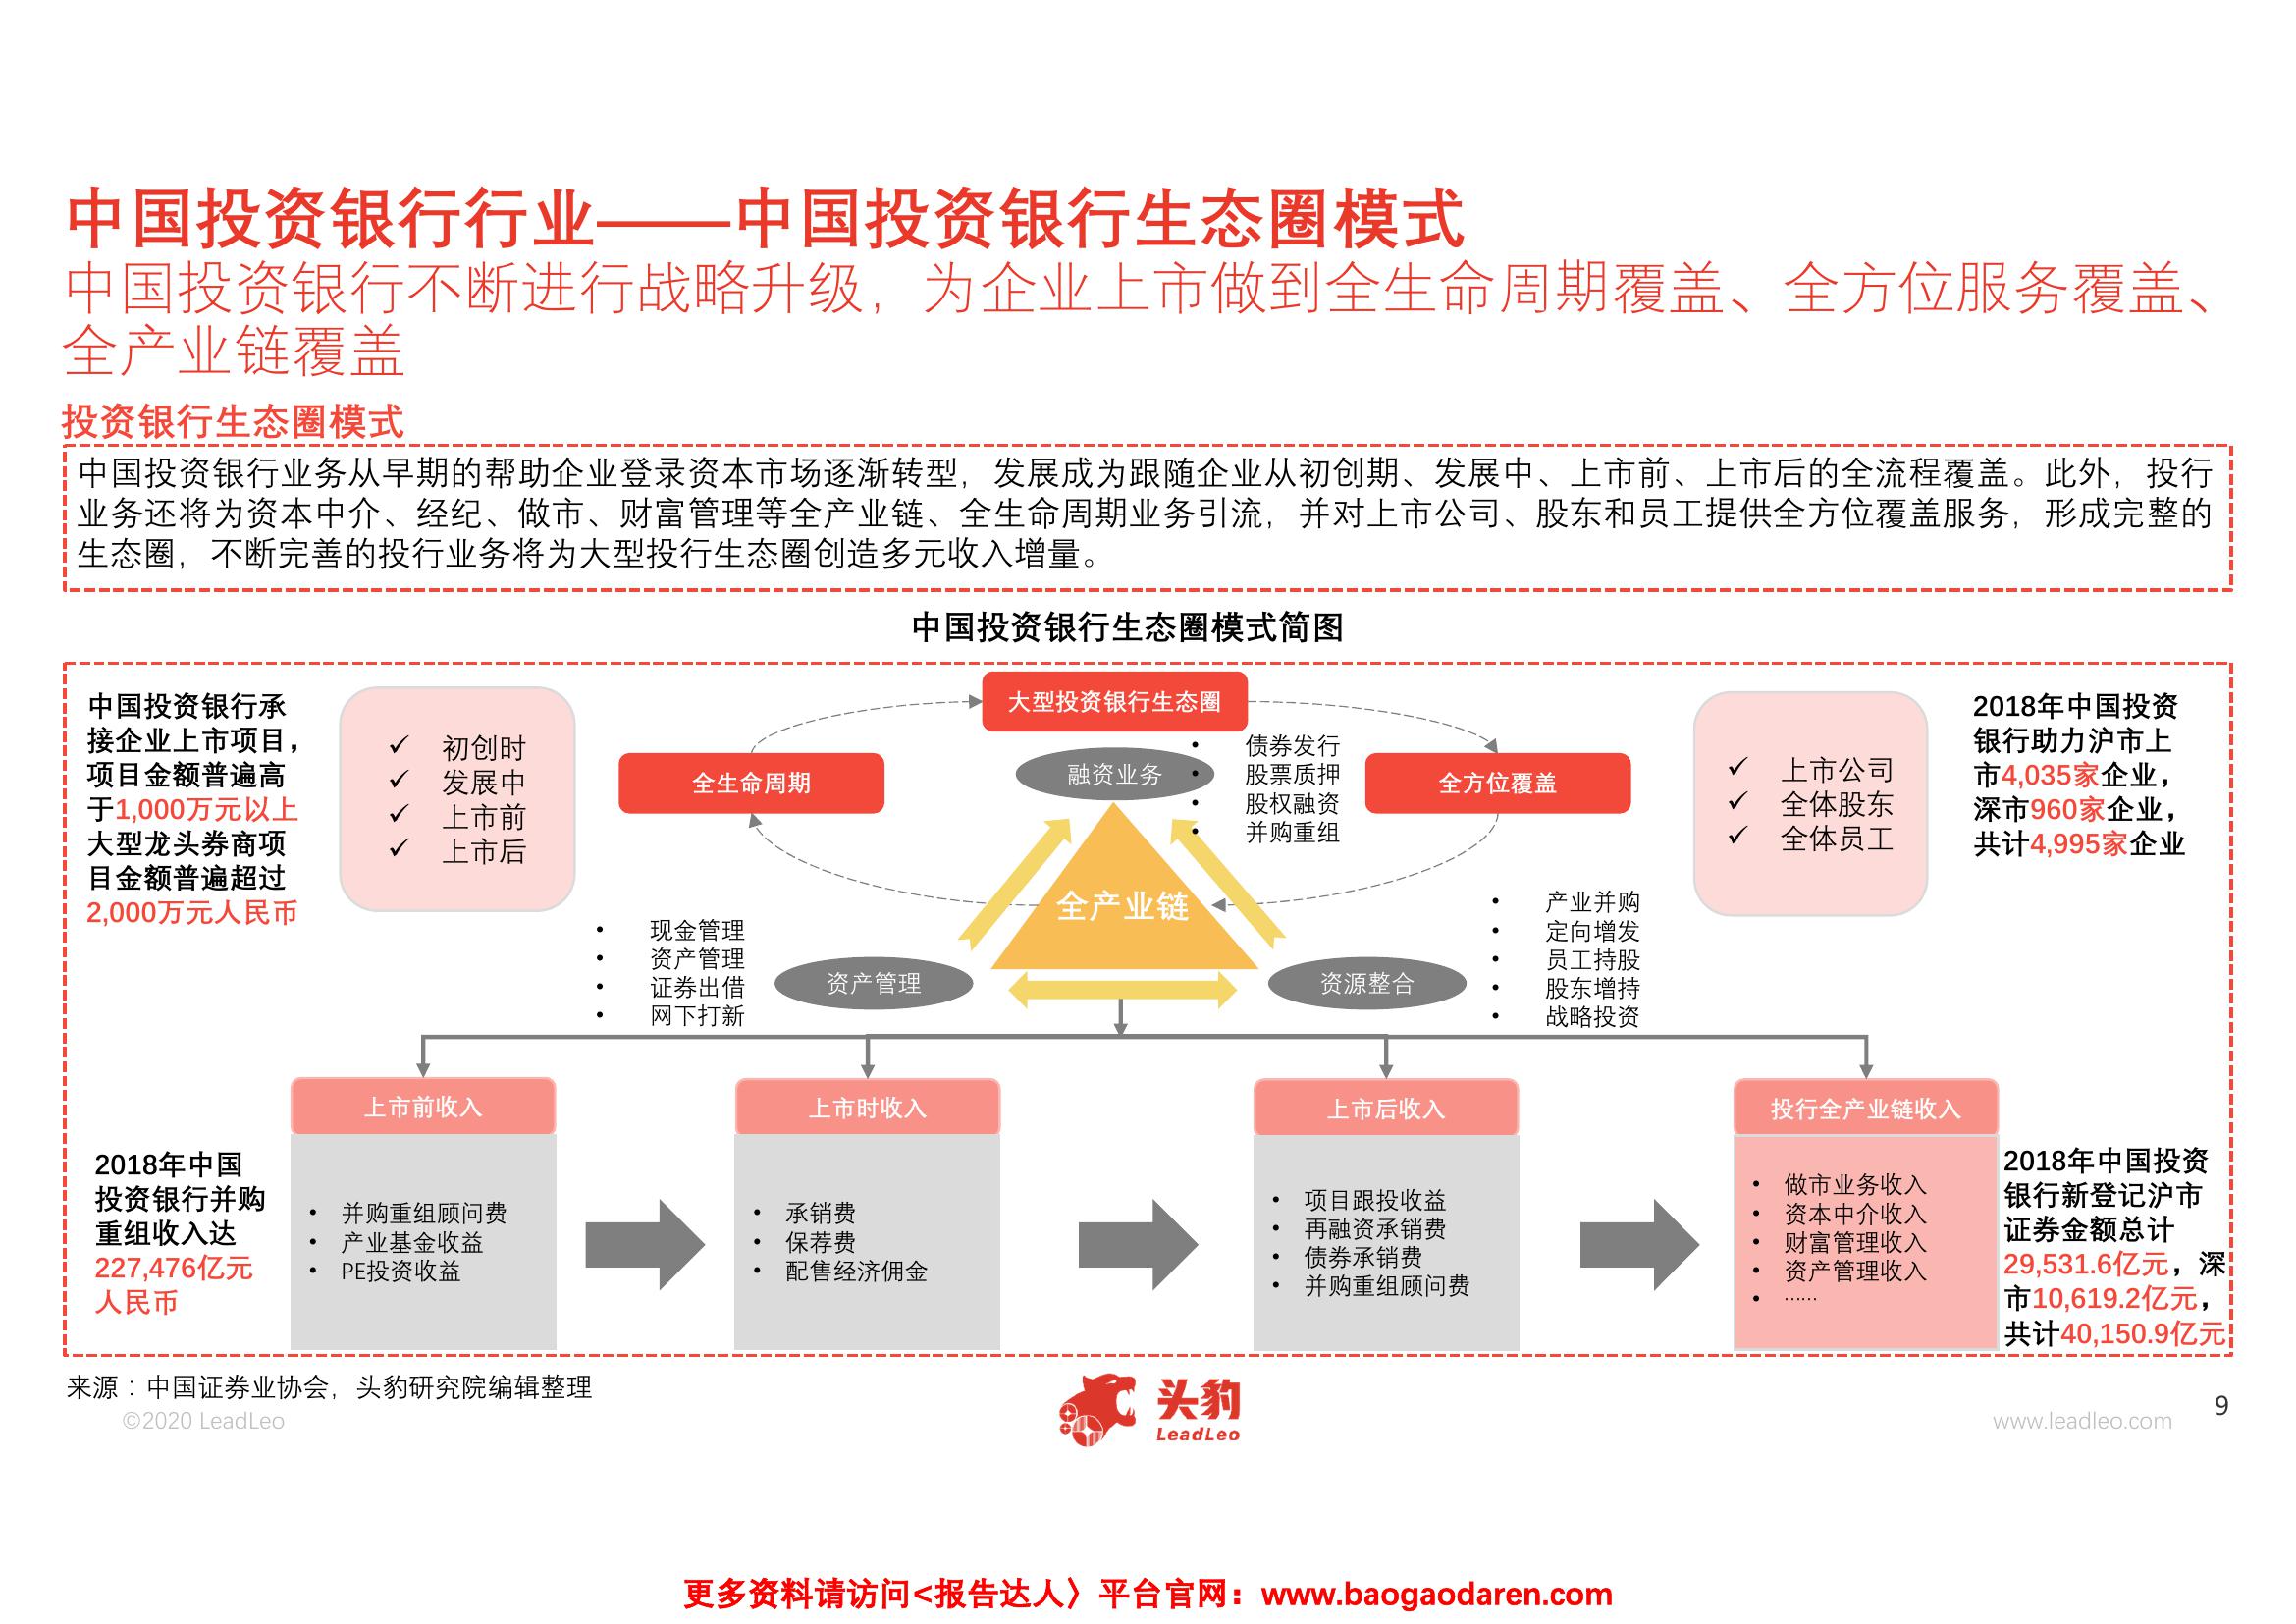 中国投资银行行业——中国投资银行生态圈模式
中国投资银行不断进行战略升级，为企业上市做到全生命周期覆盖、全方位服务覆盖、
全产业链覆盖
投资银行生态圈模式
中国投资银行业务从早期的帮助企业登录资本市场逐渐转型，发展成为跟随企业从初创期、发展中、上市前、上市后的全流程覆盖。此外，投行
业务还将为资本中介、经纪、做市、财富管理等全产业链、全生命周期业务引流，并对上市公司、股东和员工提供全方位覆盖服务，形成完整的
生态圈，不断完善的投行业务将为大型投行生态圈创造多元收入增量。
中国投资银行生态圈模式简图
中国投资银行承
接企业上市项目，
项目金额普遍高
于1,000万元以上
大型龙头券商项
目金额普遍超过
2,000万元人民币
✓ 初创时
✓ 发展中
✓ 上市前
✓ 上市后
全生命周期
大型投资银行生态圈
融资业务
• 债券发行
• 股票质押
• 股权融资
• 并购重组
全方位覆盖
✓ 上市公司
✓ 全体股东
✓ 全体员工
2018年中国投资
银行助力沪市上
市4,035家企业，
深市960家企业，
共计4,995家企业
全产业链
• 现金管理
• 资产管理
• 证券出借
• 网下打新
资产管理
资源整合
• 产业并购
• 定向增发
• 员工持股
• 股东增持
• 战略投资
2018年中国
投资银行并购
重组收入达
227,476亿元
人民币
上市前收入
• 并购重组顾问费
• 产业基金收益
• PE投资收益
上市时收入
• 承销费
• 保荐费
• 配售经济佣金
上市后收入
• 项目跟投收益
• 再融资承销费
• 债券承销费
• 并购重组顾问费
投行全产业链收入
• 做市业务收入
• 资本中介收入
• 财富管理收入
• 资产管理收入
• ……
2018年中国投资
银行新登记沪市
证券金额总计
29,531.6亿元，深
市10,619.2亿元，
共计40,150.9亿元
来源：中国证券业协会，头豹研究院编辑整理
©2020 LeadLeo
头豹
LeadLeo
www.leadleo.com
9
更多资料请访问<报告达人〉平台官网：www.baogaodaren.com